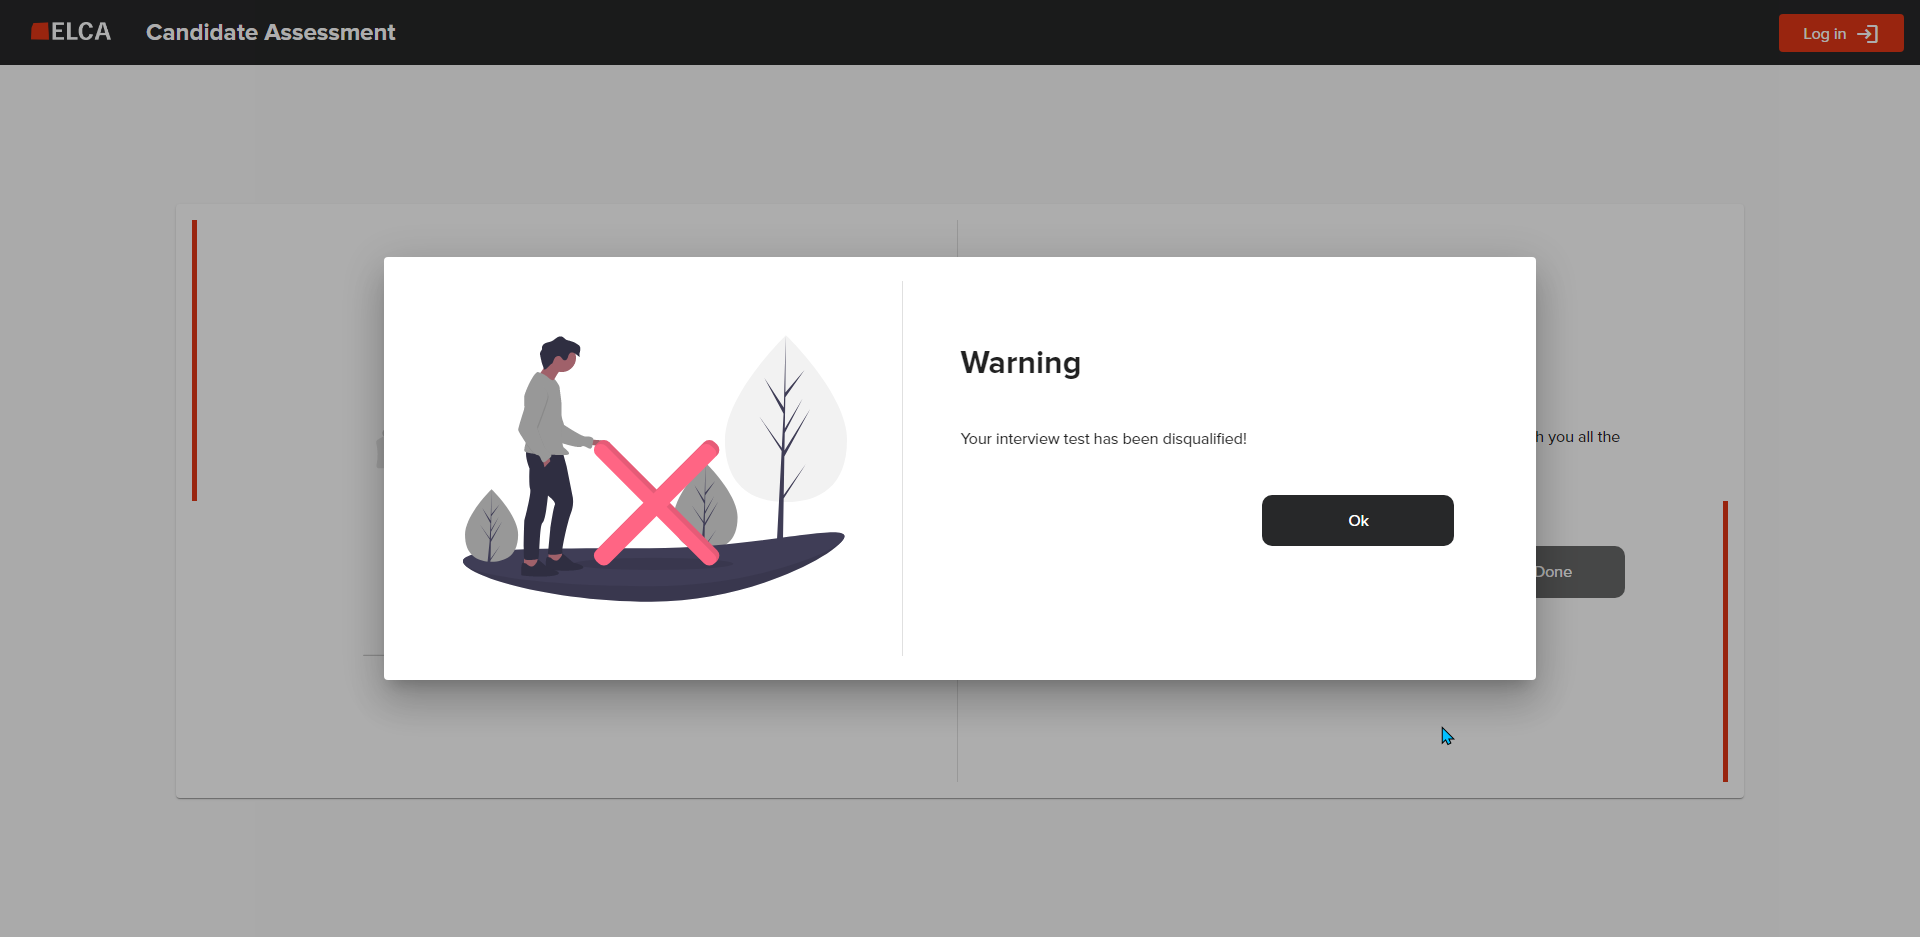 ELCA
Candidate Assessment
Log in
Warning
Your interview test has been disqualified!
you all the
Ok
Done